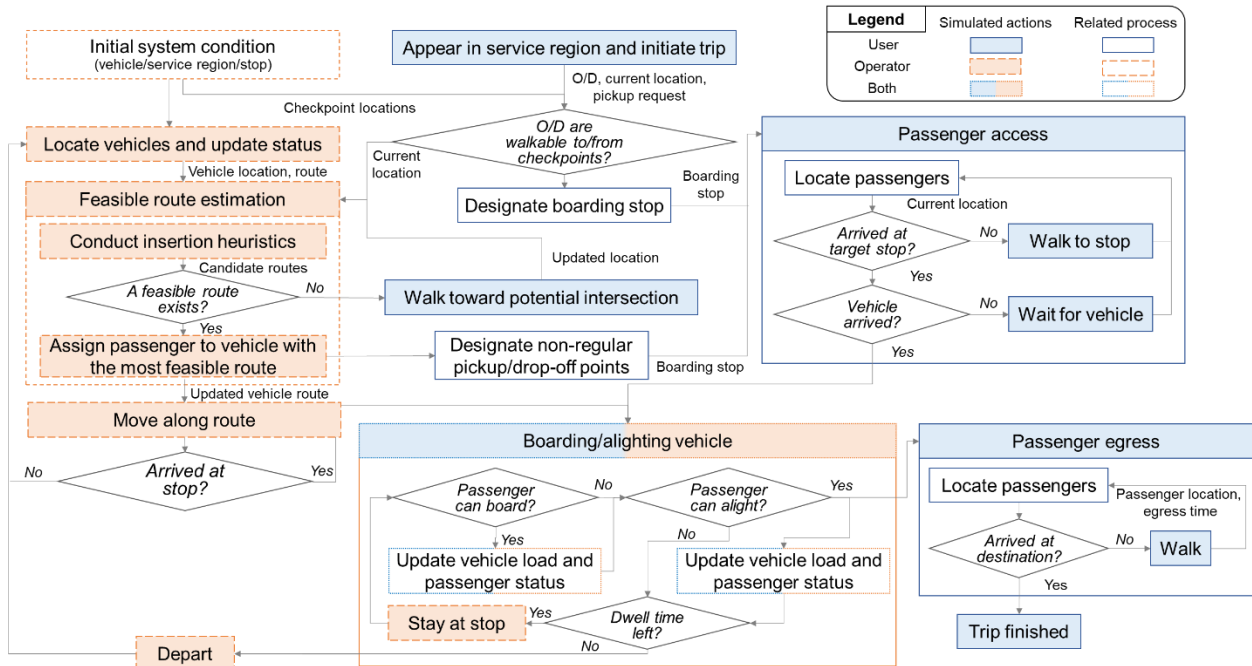 Initial system condition
(vehicle/service region/stop)
Appear in service region and initiate trip
Legend
Simulated actions
Related process
User
Operator
Both
O/D, current location,
pickup request
Checkpoint locations
O/D are
walkable to/from
checkpoints?
Locate vehicles and update status
Current
location
Vehicle location, route
Boarding
stop
Designate boarding stop
Feasible route estimation
Conduct insertion heuristics
Candidate routes
A feasible route
exists?
No
Yes
Updated location
Walk toward potential intersection
Assign passenger to vehicle with
the most feasible route
Designate non-regular
pickup/drop-off points
Boarding stop
Updated vehicle route
Move along route
Arrived at
stop?
No
Yes
Passenger access
Locate passengers
Current location
Arrived at
target stop?
No
Walk to stop
Yes
Vehicle
arrived?
No
Wait for vehicle
Yes
Boarding/alighting vehicle
Passenger
can board?
No
Passenger
can alight?
Yes
Yes
No
Update vehicle load and
passenger status
Update vehicle load and
passenger status
Stay at stop
Yes
Dwell time
left?
No
Depart
Passenger egress
Locate passengers
Passenger location,
egress time
Arrived at
destination?
No
Walk
Yes
Trip finished